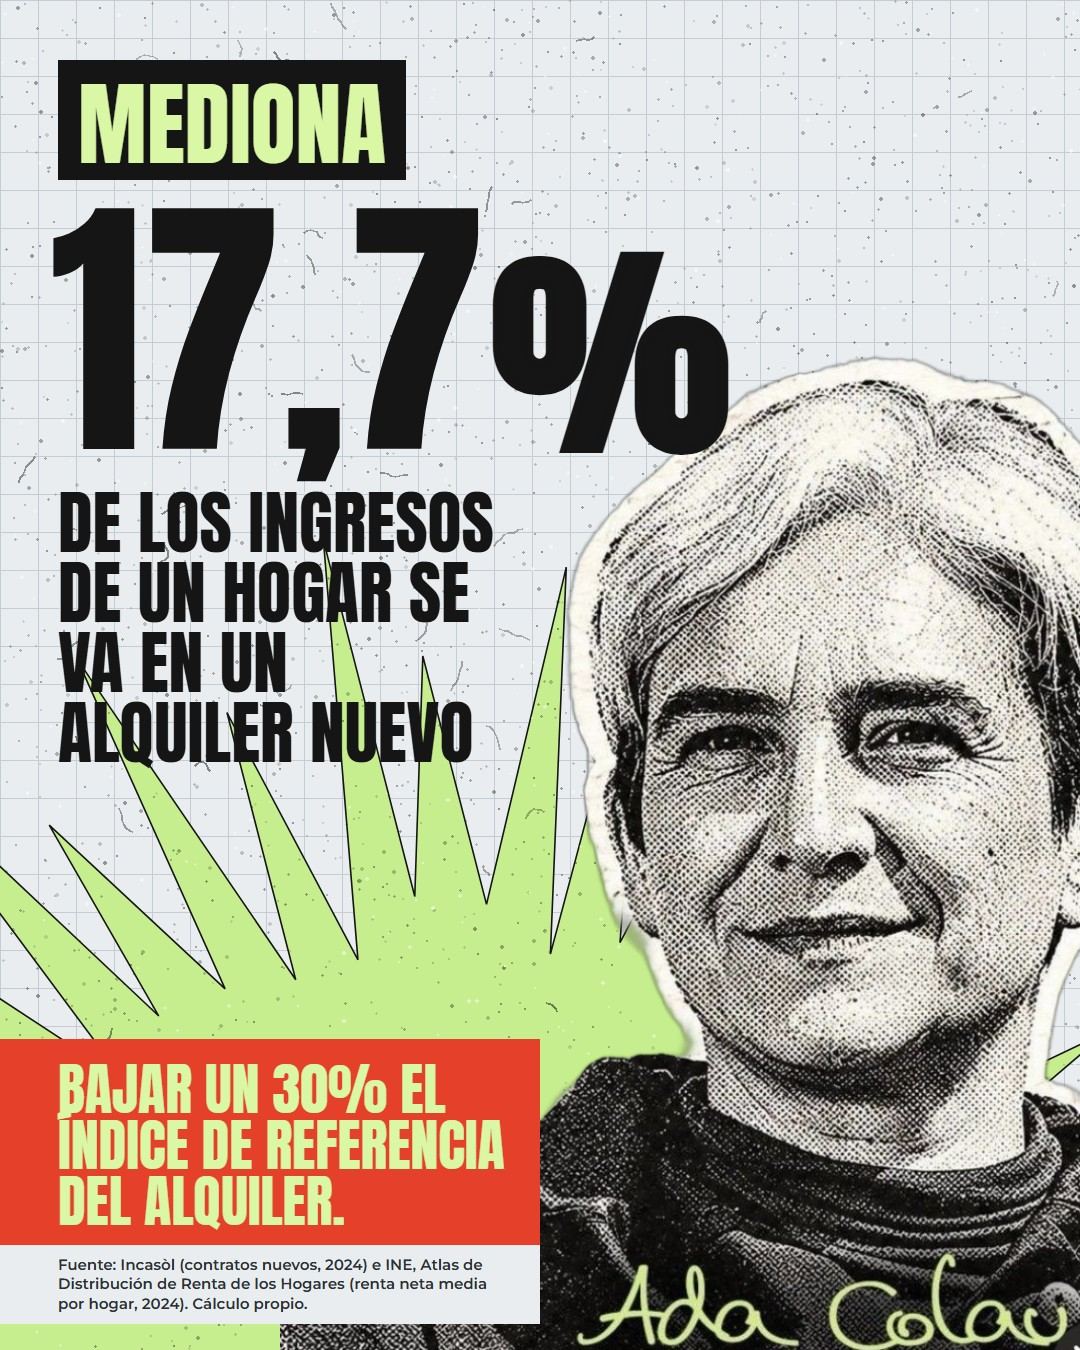 MEDIONA
17,7%
DE LOS INGRESOS
DE UN HOGAR SE
VA EN UN
ALQUILER NUEVO
BAJAR UN 30% EL
ÍNDICE DE REFERENCIA
DEL ALQUILER.
Fuente: Incasòl (contratos nuevos, 2024) e INE, Atlas de
Distribución de Renta de los Hogares (renta neta media
por hogar, 2024). Cálculo propio.
Ada Colau